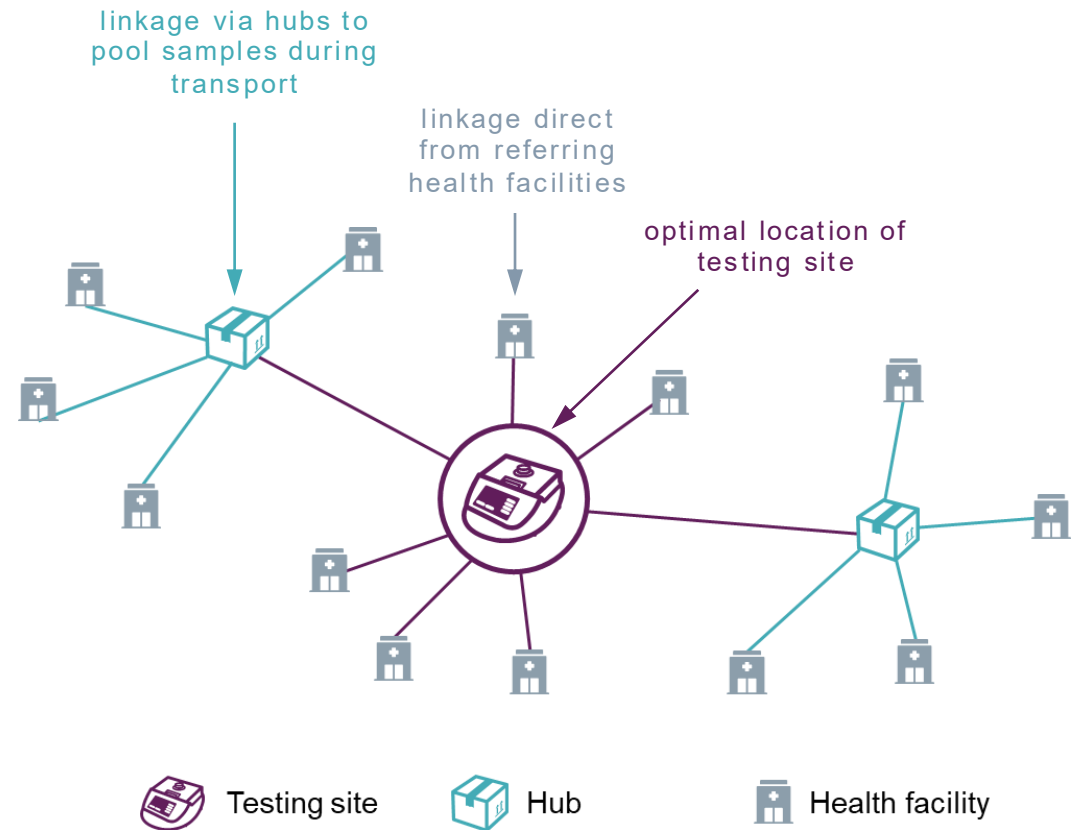 linkage via hubs to
pool samples during
transport
linkage direct
from referring
health facilities
optimal location of
testing site
Testing site
Hub
Health facility